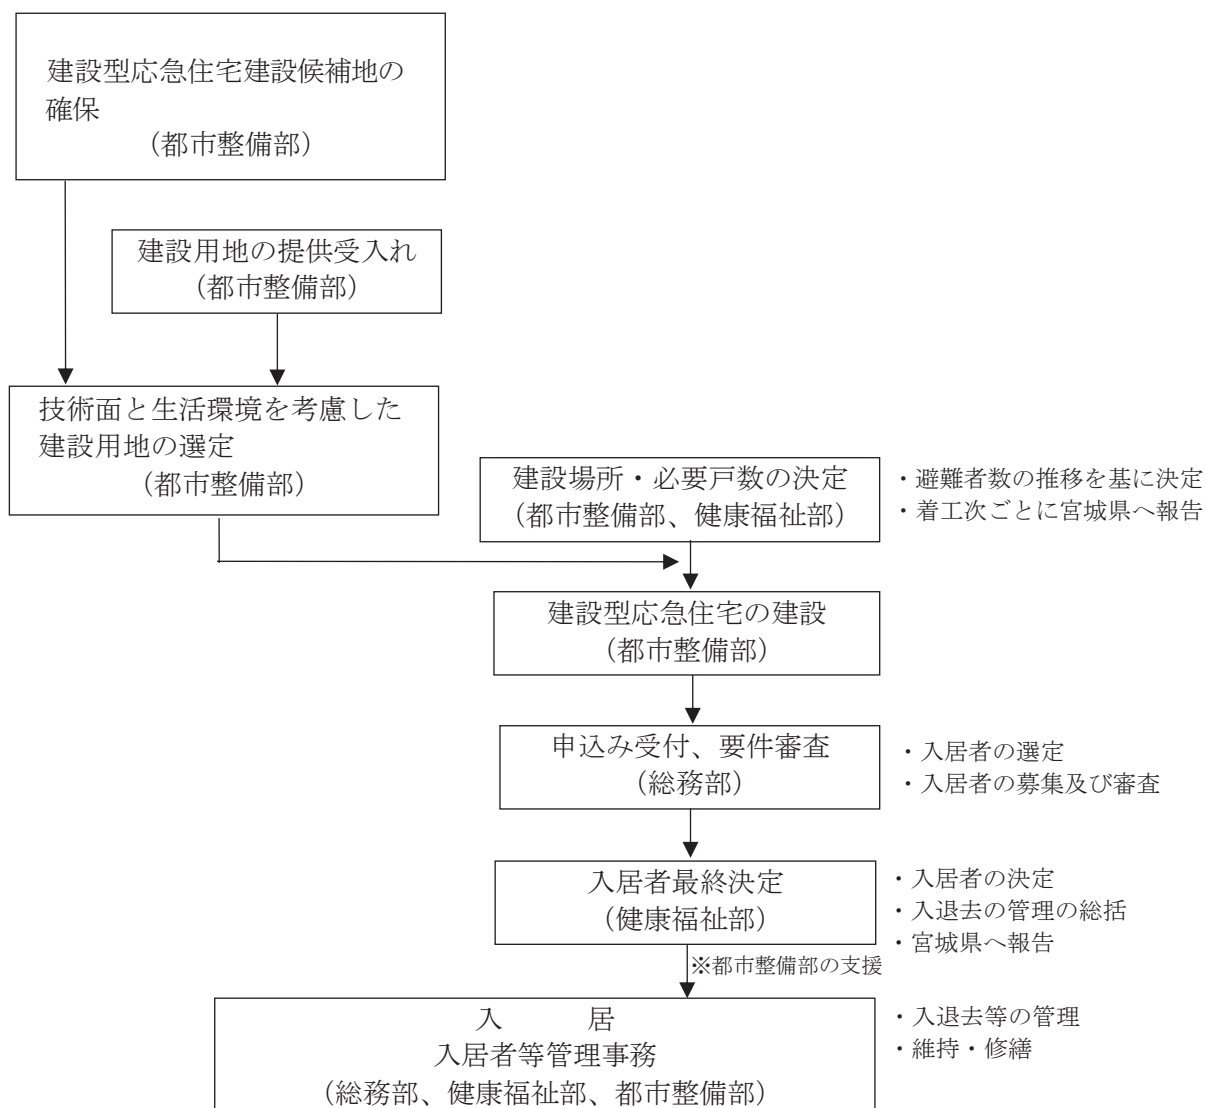 建設型応急住宅建設候補地の
確保
（都市整備部）
建設用地の提供受入れ
（都市整備部）
技術面と生活環境を考慮した
建設用地の選定
（都市整備部）
建設場所・必要戸数の決定
（都市整備部、健康福祉部）
・避難者数の推移を基に決定
・着工次ごとに宮城県へ報告
建設型応急住宅の建設
（都市整備部）
申込み受付、要件審査
（総務部）
・入居者の選定
・入居者の募集及び審査
入居者最終決定
（健康福祉部）
・入居者の決定
・入退去の管理の総括
・宮城県へ報告
※都市整備部の支援
入　　居
入居者等管理事務
（総務部、健康福祉部、都市整備部）
・入退去等の管理
・維持・修繕